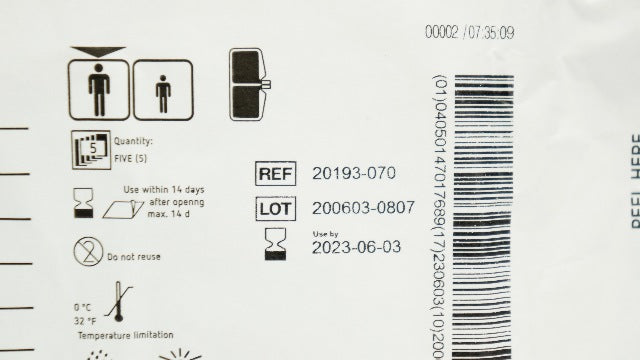 00002 / 07:35:09
5
Quantity:
FIVE (5)
Use within 14 days
after openng
max. 14 d
2
Do not reuse
0 °C
32 °F
Temperature limitation
REF 20193-070
LOT 200603-0807
Use by
2023-06-03
(01)04050147017689(17)230603(10)200
PEEL HERE